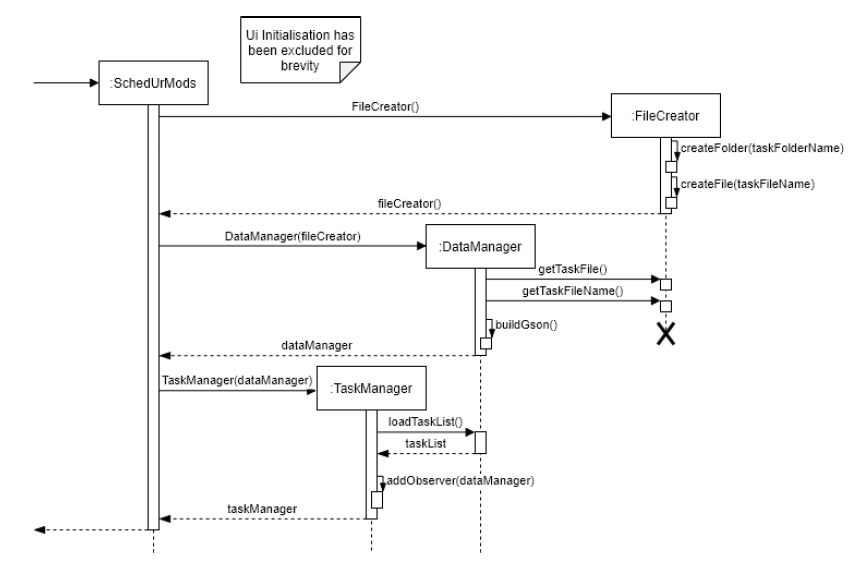 Ui Initialisation has
been excluded for
brevity
:SchedUrMods
FileCreator()
:FileCreator
createFolder(taskFolderName)
createFile(taskFileName)
fileCreator()
DataManager(fileCreator)
:DataManager
getTaskFile()
getTaskFileName()
buildGson()
dataManager
TaskManager(dataManager)
:TaskManager
loadTaskList()
taskList
addObserver(dataManager)
taskManager